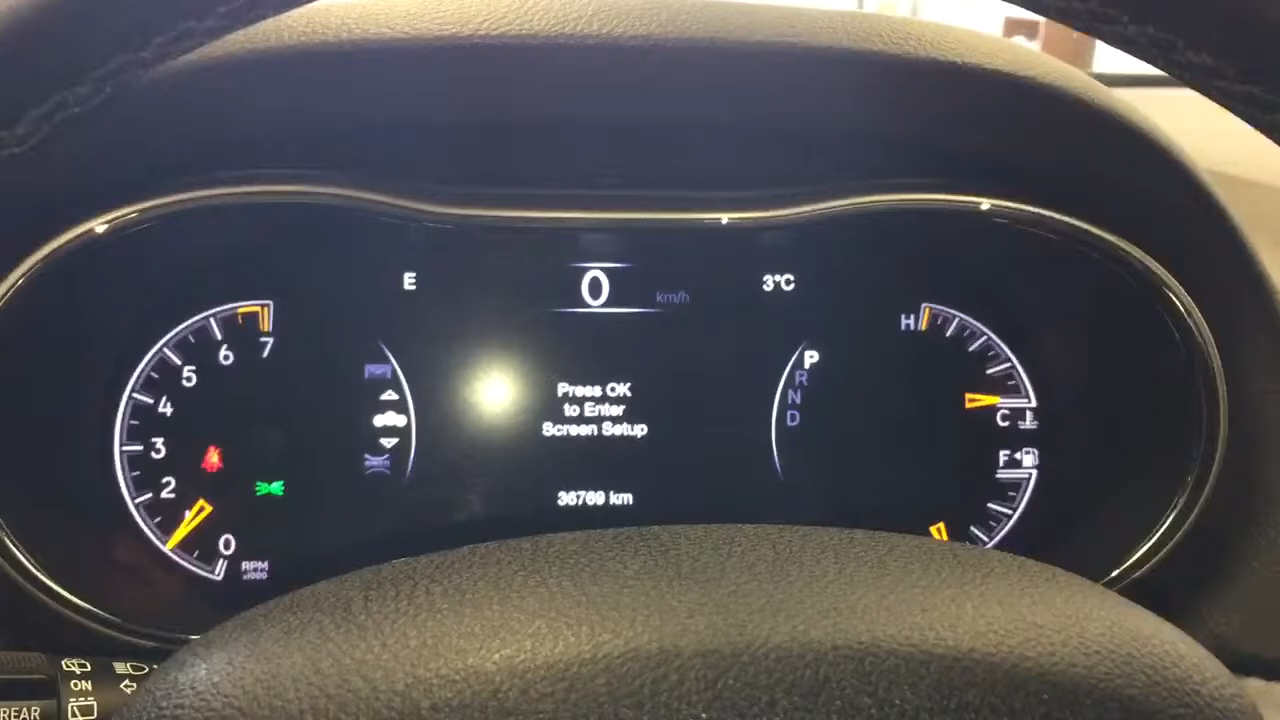 E
0
km/h
3°C
7
6
5
4
3
2
1
0
RPM
x1000
Press OK
to Enter
Screen Setup
36769 km
P
R
N
D
H
C
F
ON
REAR